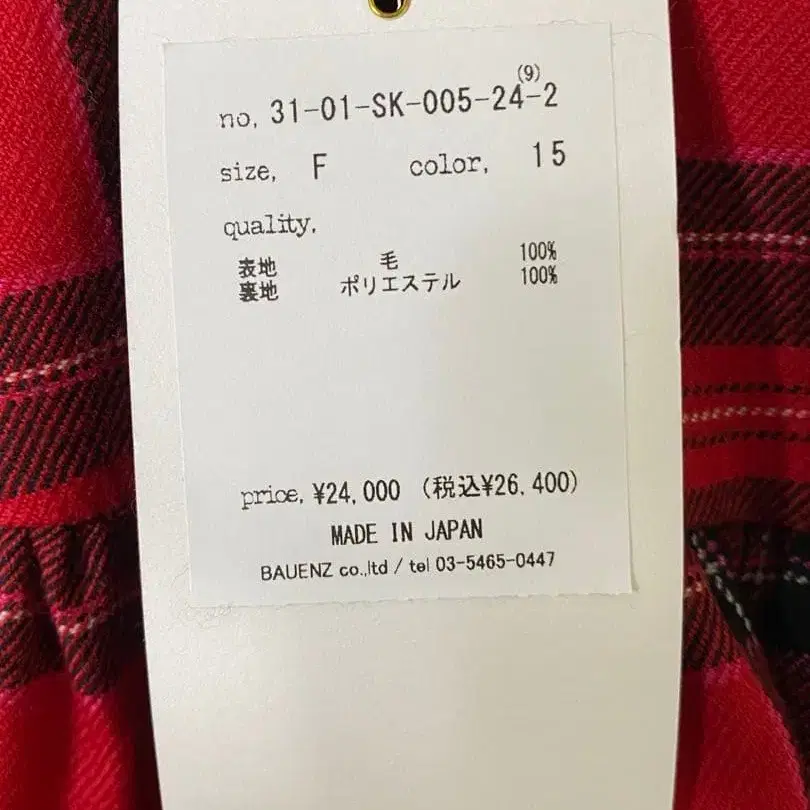 (9)
no, 31-01-SK-005-24-2
size, F color, 15
quality,
表地 毛 100%
裏地 ポリエステル 100%
price, ¥24,000 (税込¥26,400)
MADE IN JAPAN
BAUENZ co.,ltd / tel 03-5465-0447